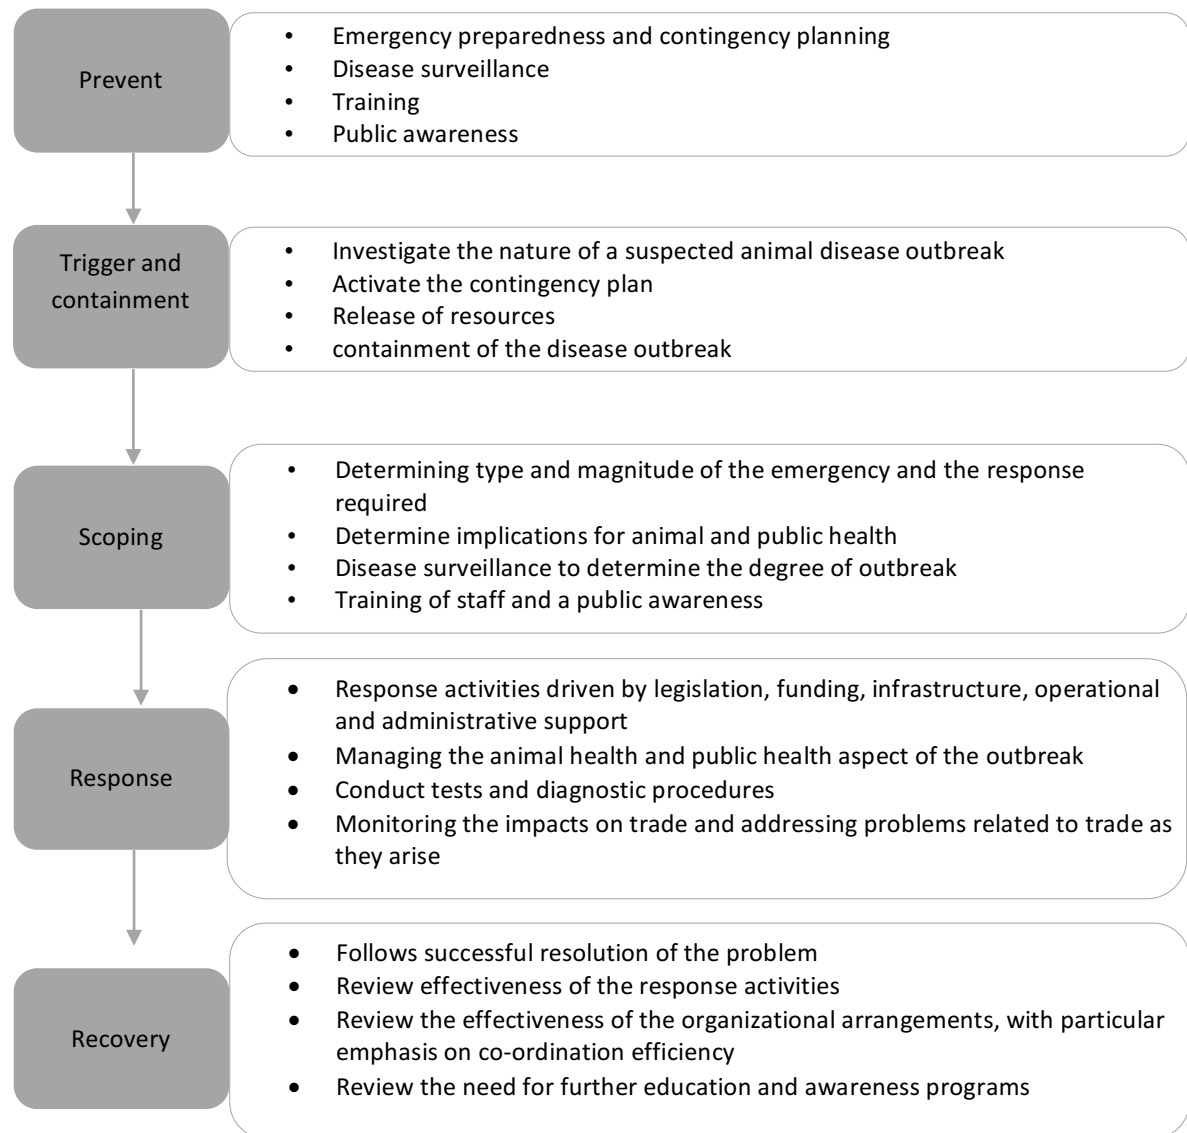 Prevent
• Emergency preparedness and contingency planning
• Disease surveillance
• Training
• Public awareness
Trigger and
containment
• Investigate the nature of a suspected animal disease outbreak
• Activate the contingency plan
• Release of resources
• containment of the disease outbreak
Scoping
• Determining type and magnitude of the emergency and the response
required
• Determine implications for animal and public health
• Disease surveillance to determine the degree of outbreak
• Training of staff and a public awareness
Response
• Response activities driven by legislation, funding, infrastructure, operational
and administrative support
• Managing the animal health and public health aspect of the outbreak
• Conduct tests and diagnostic procedures
• Monitoring the impacts on trade and addressing problems related to trade as
they arise
Recovery
• Follows successful resolution of the problem
• Review effectiveness of the response activities
• Review the effectiveness of the organizational arrangements, with particular
emphasis on co-ordination efficiency
• Review the need for further education and awareness programs